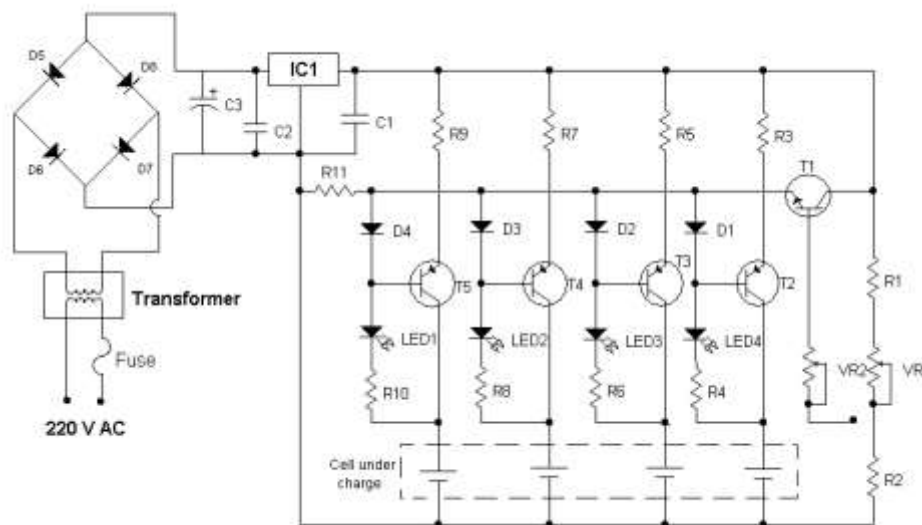 D5
D8
IC1
C3
C2
C1
R9
R7
R5
R3
D6
D7
R11
T1
D4
D3
D2
D1
T5
T4
T3
T2
R1
Transformer
LED1
LED2
LED3
LED4
Fuse
VR2
VR
R10
R8
R6
R4
220 V AC
Cell under
charge
R2